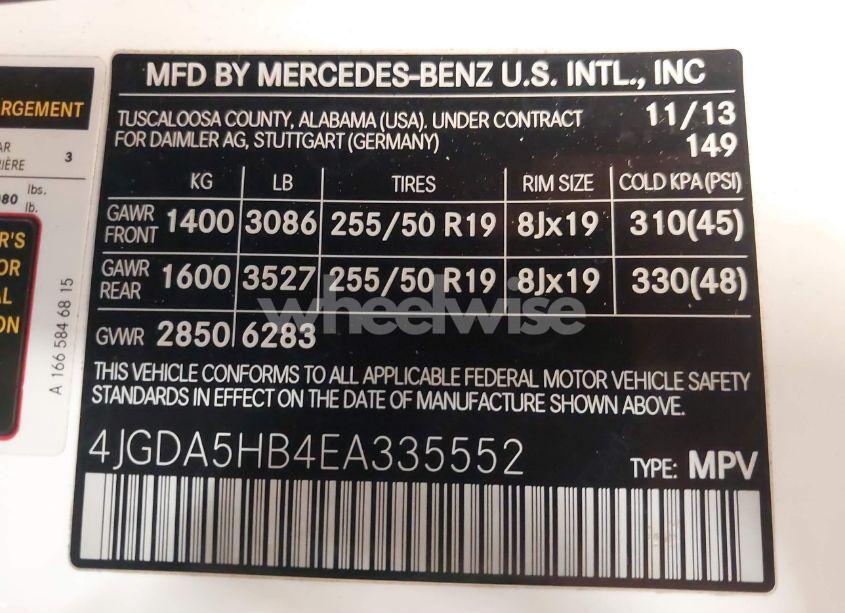 MFD BY MERCEDES-BENZ U.S. INTL., INC
TUSCALOOSA COUNTY, ALABAMA (USA). UNDER CONTRACT 11/13
FOR DAIMLER AG, STUTTGART (GERMANY) 149
KG LB TIRES RIM SIZE COLD KPA (PSI)
GAWR FRONT 1400 3086 255/50 R19 8Jx19 310(45)
GAWR REAR 1600 3527 255/50 R19 8Jx19 330(48)
GVWR 2850 6283
THIS VEHICLE CONFORMS TO ALL APPLICABLE FEDERAL MOTOR VEHICLE SAFETY
STANDARDS IN EFFECT ON THE DATE OF MANUFACTURE SHOWN ABOVE.
4JGDA5HB4EA335552 TYPE: MPV
wheelwise
RGEMENT
AR
RIÈRE 3
980 lbs.
lb.
R'S
OR
AL
ON
A 166 584 68 15